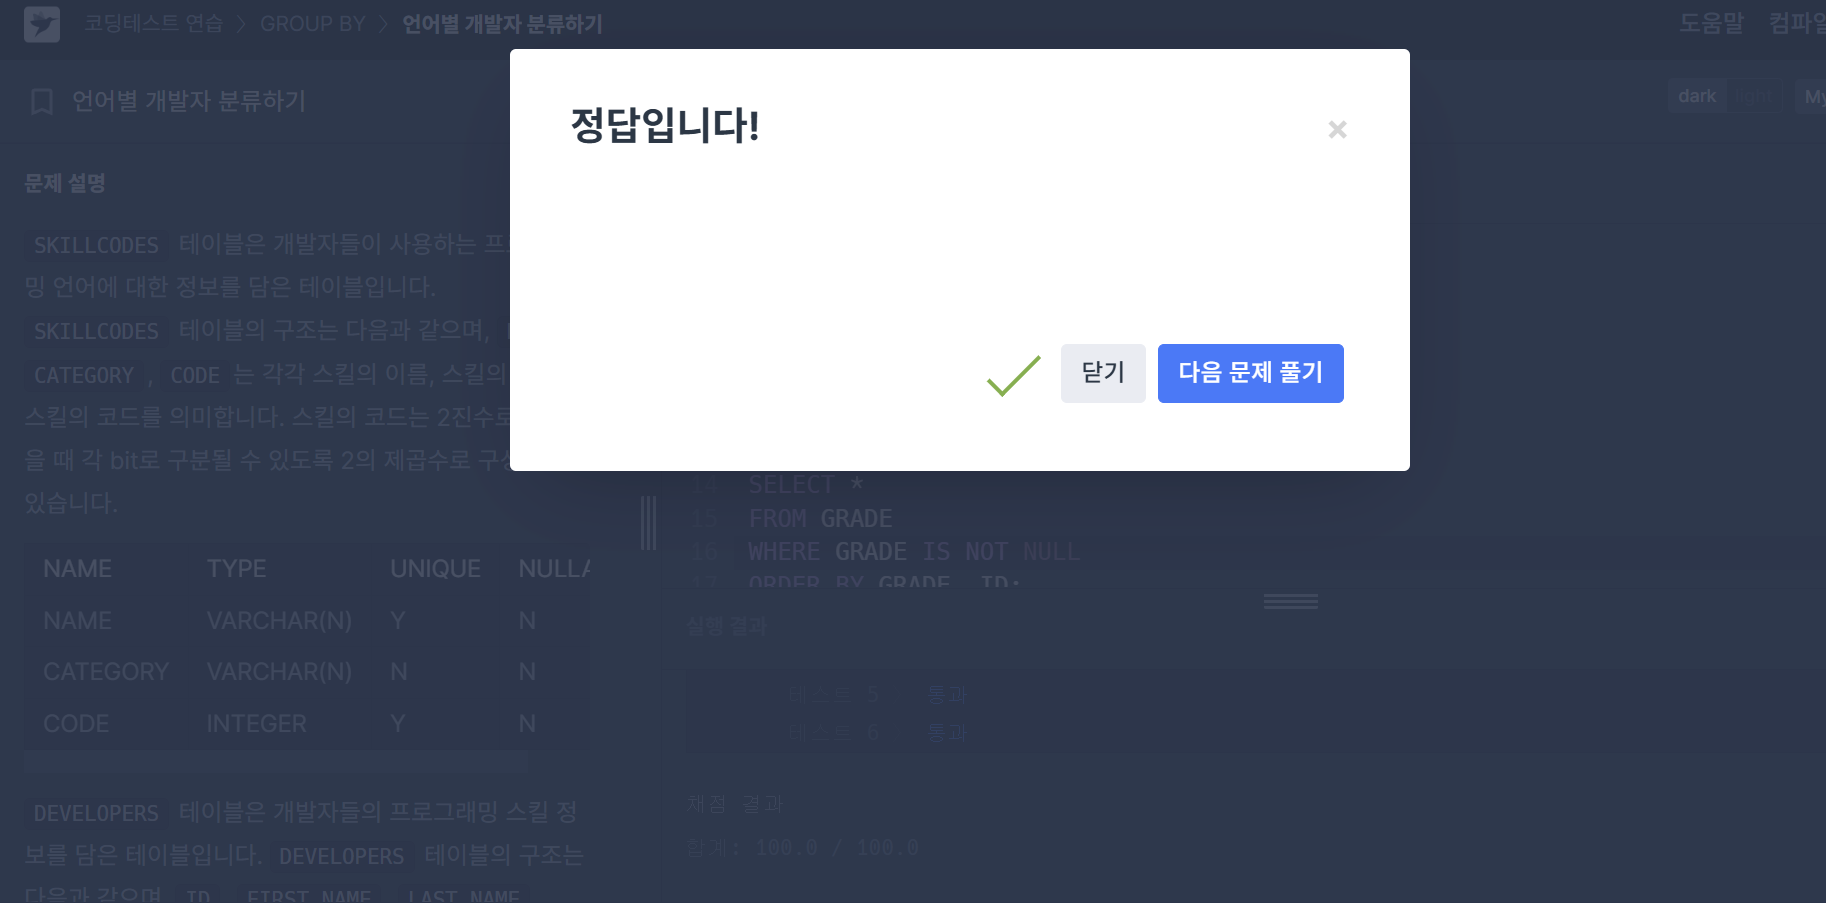 코딩테스트 연습 > GROUP BY > 언어별 개발자 분류하기
도움말 컴파일
언어별 개발자 분류하기
dark light My
정답입니다!
×
닫기 다음 문제 풀기
문제 설명
SKILLCODES 테이블은 개발자들이 사용하는 프
밍 언어에 대한 정보를 담은 테이블입니다.
SKILLCODES 테이블의 구조는 다음과 같으며,
CATEGORY , CODE 는 각각 스킬의 이름, 스킬의
스킬의 코드를 의미합니다. 스킬의 코드는 2진수로
을 때 각 bit로 구분될 수 있도록 2의 제곱수로 구성
있습니다.
NAME TYPE UNIQUE NULLA
NAME VARCHAR(N) Y N
CATEGORY VARCHAR(N) N N
CODE INTEGER Y N
DEVELOPERS 테이블은 개발자들의 프로그래밍 스킬 정
보를 담은 테이블입니다. DEVELOPERS 테이블의 구조는
다음과 같으며, ID, FIRST_NAME, LAST_NAME,
14 SELECT *
15 FROM GRADE
16 WHERE GRADE IS NOT NULL
17 ORDER BY GRADE, ID;
실행 결과
테스트 5 통과
테스트 6 통과
채점 결과
합계: 100.0 / 100.0